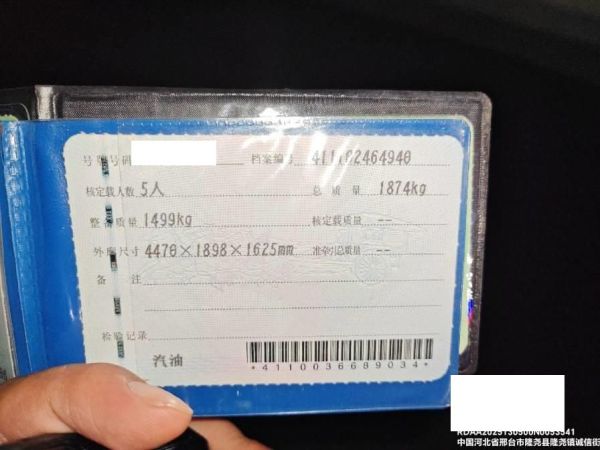 号牌号码 档案编号 411102464940
核定载人数 5人 总质量 1874kg
整备质量 1499kg 核定载质量 --
外廓尺寸 4470×1898×1625mm 准牵引总质量 --
备注
检验记录
汽油
*4110036689034*
RDAA2025130500N0053541
中国河北省邢台市隆尧县隆尧镇诚信街